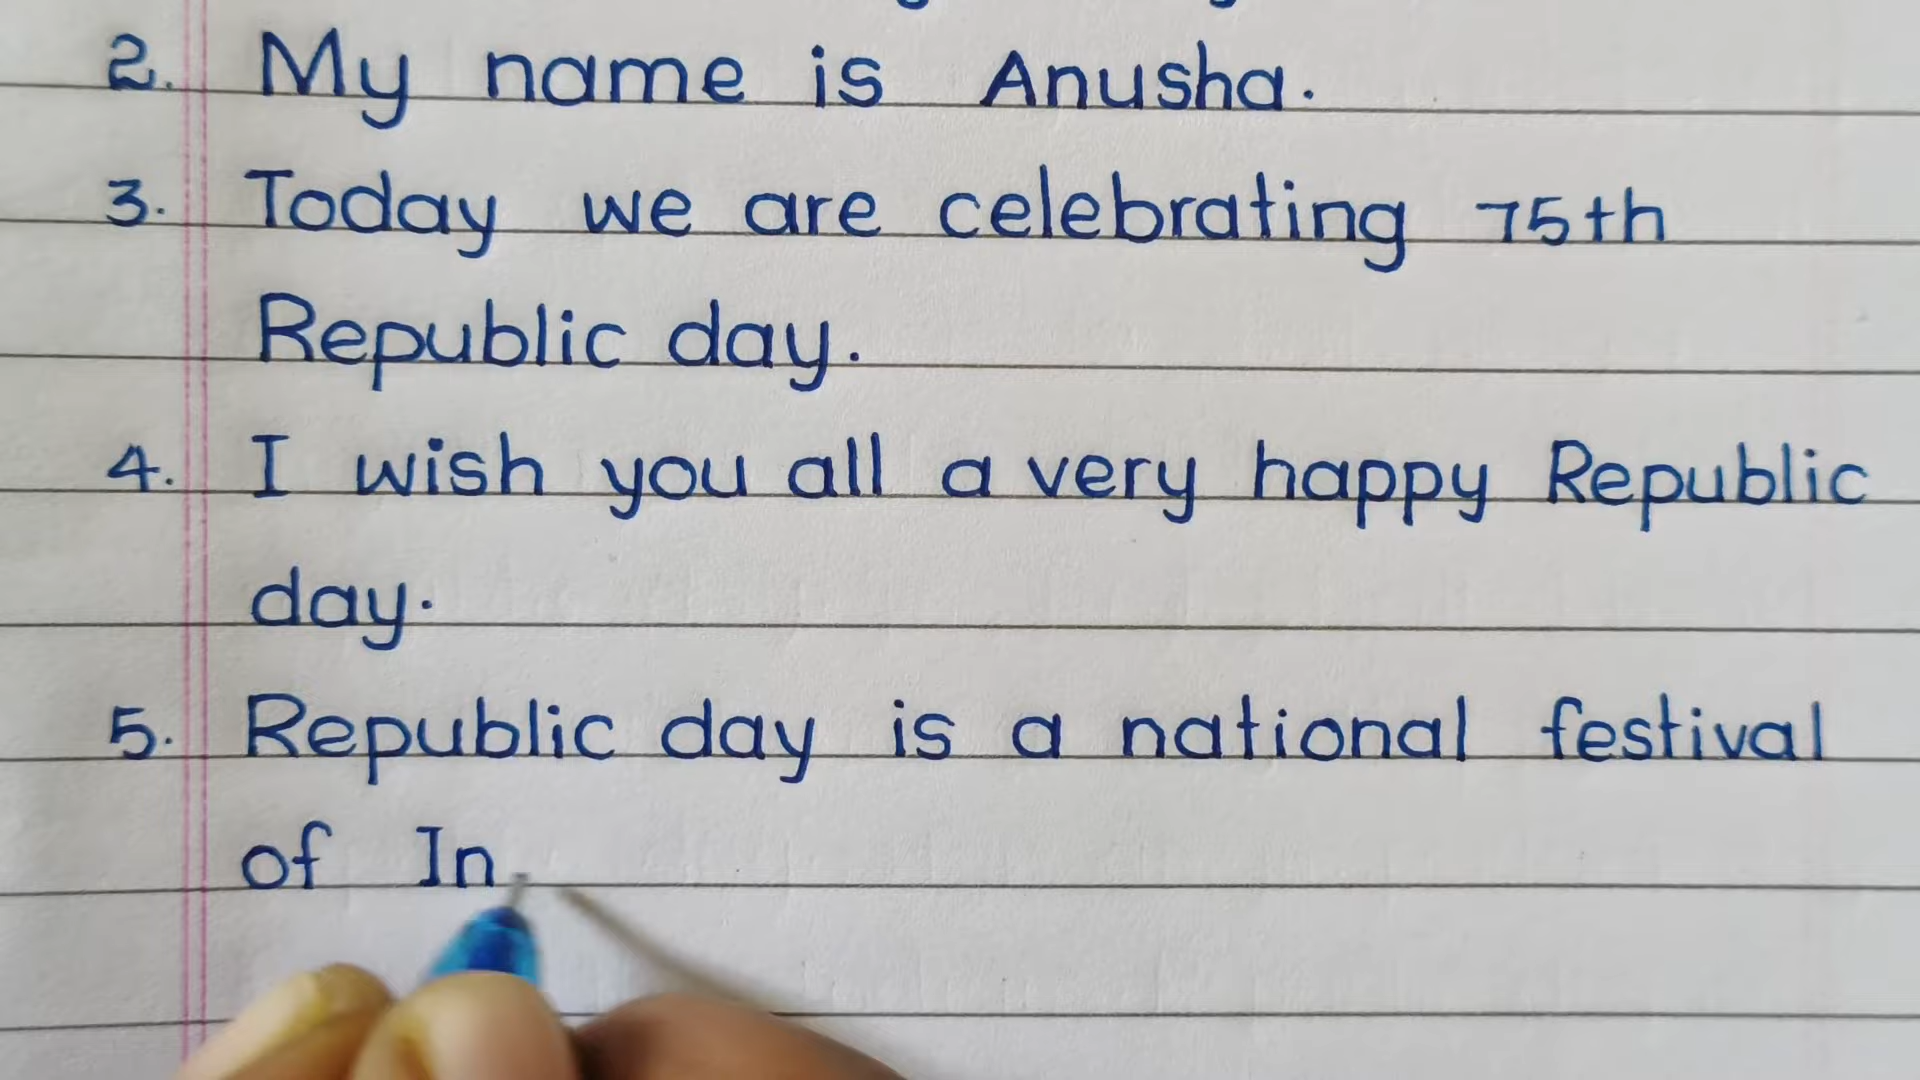 2. My name is Anusha.
3. Today we are celebrating 75th
Republic day.
4. I wish you all a very happy Republic
day.
5. Republic day is a national festival
of In